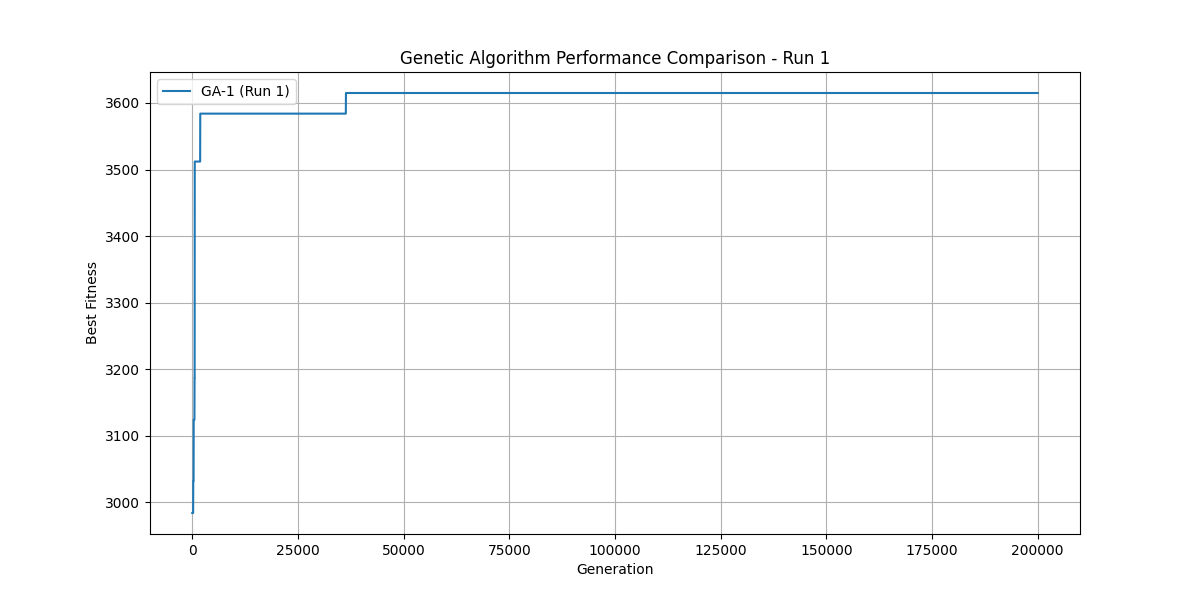 Genetic Algorithm Performance Comparison - Run 1
GA-1 (Run 1)
3600
3500
3400
3300
3200
3100
3000
Best Fitness
0 25000 50000 75000 100000 125000 150000 175000 200000
Generation